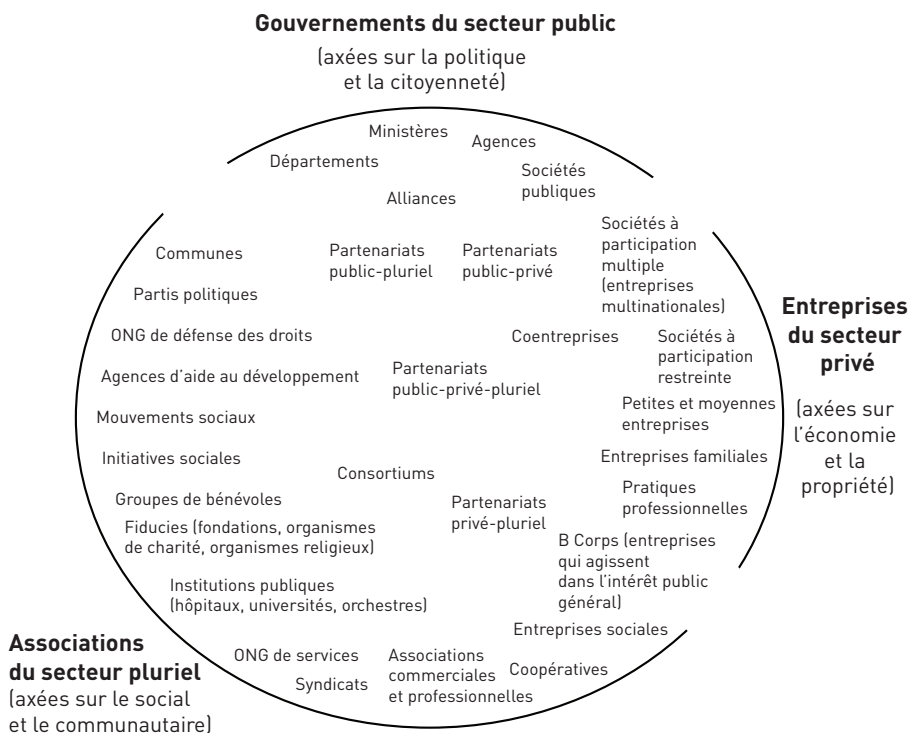 Gouvernements du secteur public
(axées sur la politique
et la citoyenneté)
Ministères
Agences
Départements
Sociétés
publiques
Alliances
Sociétés à
participation
multiple
(entreprises
multinationales)
Communes
Partenariats
public-pluriel
Partenariats
public-privé
Partis politiques
Entreprises
du secteur
privé
(axées sur
l’économie
et la
propriété)
ONG de défense des droits
Coentreprises
Sociétés à
participation
restreinte
Agences d’aide au développement
Partenariats
public-privé-pluriel
Mouvements sociaux
Petites et moyennes
entreprises
Initiatives sociales
Consortiums
Entreprises familiales
Groupes de bénévoles
Partenariats
privé-pluriel
Pratiques
professionnelles
Fiducies (fondations, organismes
de charité, organismes religieux)
B Corps (entreprises
qui agissent
dans l’intérêt public
général)
Institutions publiques
(hôpitaux, universités, orchestres)
Entreprises sociales
Associations
du secteur pluriel
(axées sur le social
et le communautaire)
ONG de services
Syndicats
Associations
commerciales
et professionnelles
Coopératives